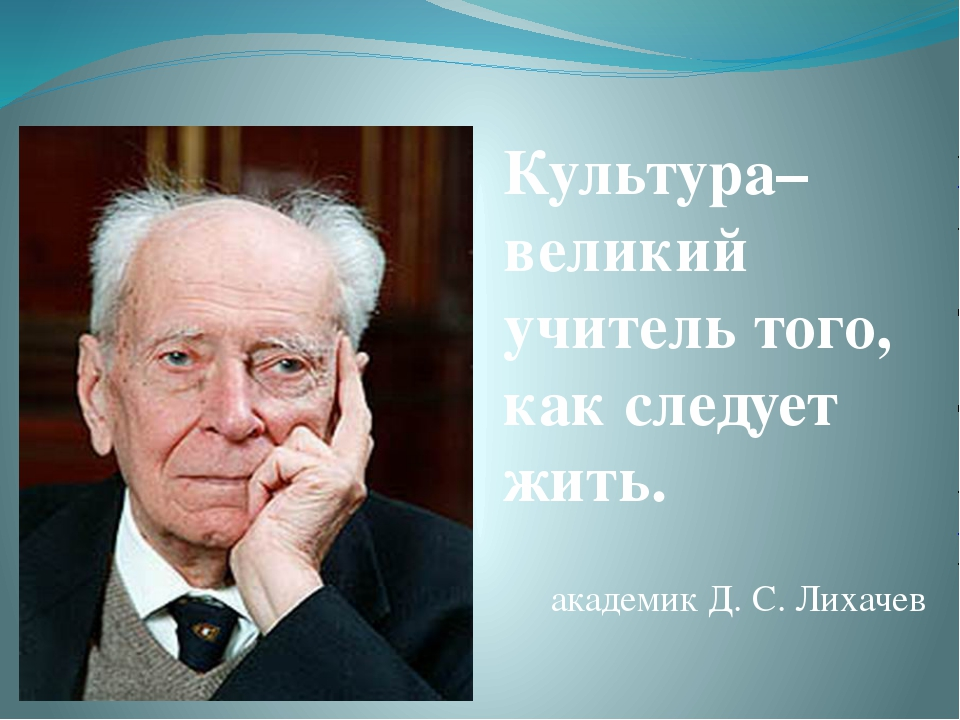 Культура–
великий
учитель того,
как следует
жить.
академик Д. С. Лихачев